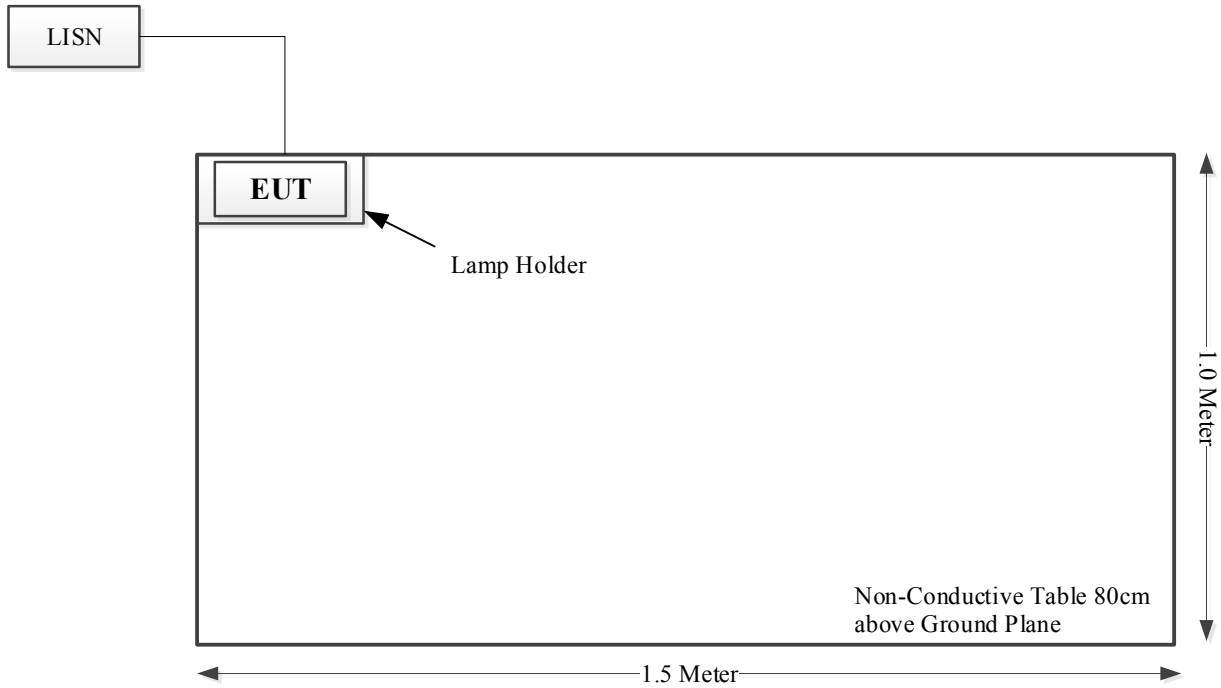 LISN
EUT
Lamp Holder
1.0 Meter
Non-Conductive Table 80cm
above Ground Plane
1.5 Meter